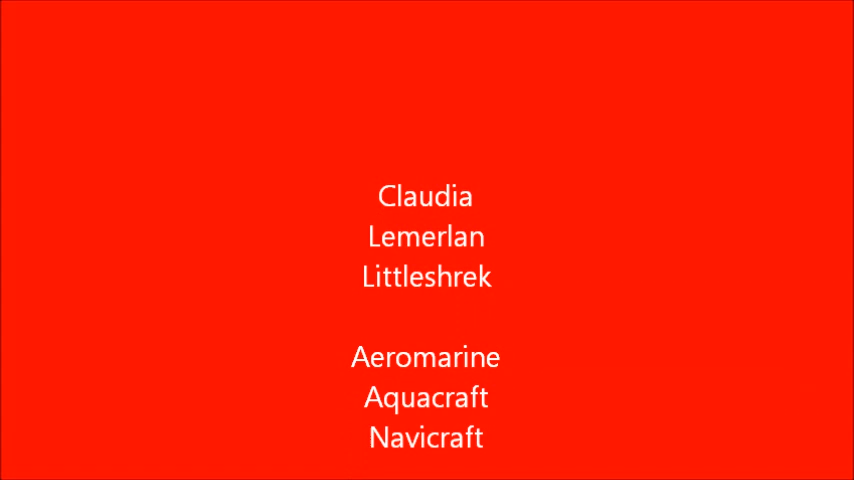 Claudia
Lemerlan
Littleshrek
Aeromarine
Aquacraft
Navicraft